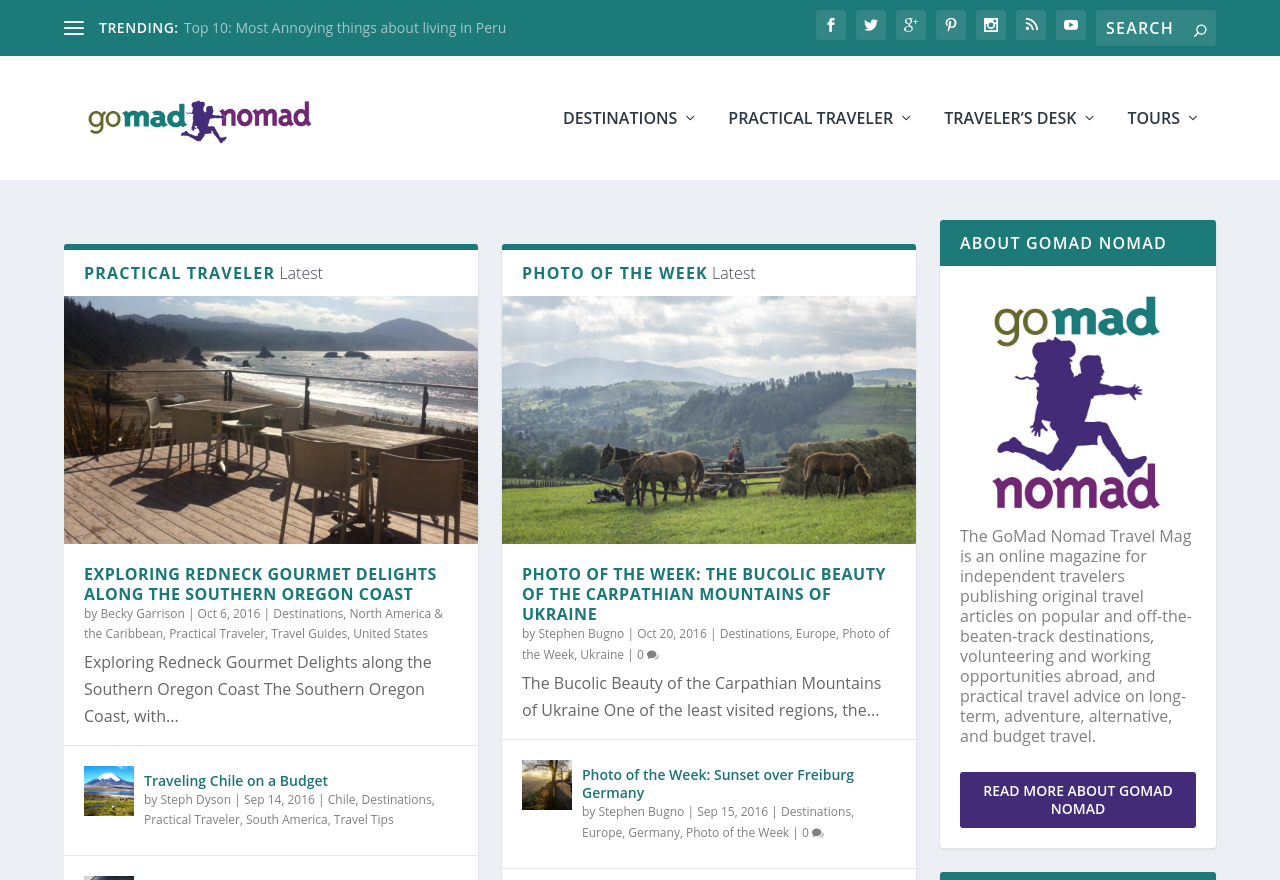 TRENDING: Top 10: Most Annoying things about living in Peru
SEARCH
gomadnomad
DESTINATIONS
PRACTICAL TRAVELER
TRAVELER’S DESK
TOURS
PRACTICAL TRAVELER Latest
EXPLORING REDNECK GOURMET DELIGHTS
ALONG THE SOUTHERN OREGON COAST
by Becky Garrison | Oct 6, 2016 | Destinations, North America &
the Caribbean, Practical Traveler, Travel Guides, United States
Exploring Redneck Gourmet Delights along the
Southern Oregon Coast The Southern Oregon
Coast, with...
Traveling Chile on a Budget
by Steph Dyson | Sep 14, 2016 | Chile, Destinations,
Practical Traveler, South America, Travel Tips
PHOTO OF THE WEEK Latest
PHOTO OF THE WEEK: THE BUCOLIC BEAUTY
OF THE CARPATHIAN MOUNTAINS OF
UKRAINE
by Stephen Bugno | Oct 20, 2016 | Destinations, Europe, Photo of
the Week, Ukraine | 0
The Bucolic Beauty of the Carpathian Mountains
of Ukraine One of the least visited regions, the...
Photo of the Week: Sunset over Freiburg
Germany
by Stephen Bugno | Sep 15, 2016 | Destinations,
Europe, Germany, Photo of the Week | 0
ABOUT GOMAD NOMAD
gomad
nomad
The GoMad Nomad Travel Mag
is an online magazine for
independent travelers
publishing original travel
articles on popular and off-the-
beaten-track destinations,
volunteering and working
opportunities abroad, and
practical travel advice on long-
term, adventure, alternative,
and budget travel.
READ MORE ABOUT GOMAD
NOMAD